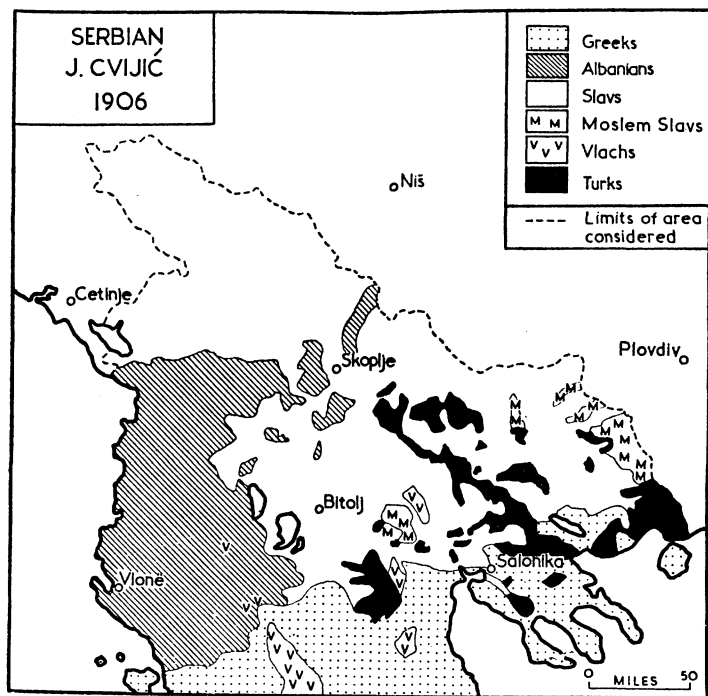 SERBIAN
J. CVIJIĆ
1906
Greeks
Albanians
Slavs
M M Moslem Slavs
V V V Vlachs
Turks
Limits of area
considered
Niš
Cetinje
Skoplje
Plovdiv
M
M
M
M
M
M
M
M
M
M
M
Bitolj
V
V
M
M
M
M
V
Salonika
V
Vlonë
V
V
V
V
V
V
V
V
V
V
V
0 MILES 50